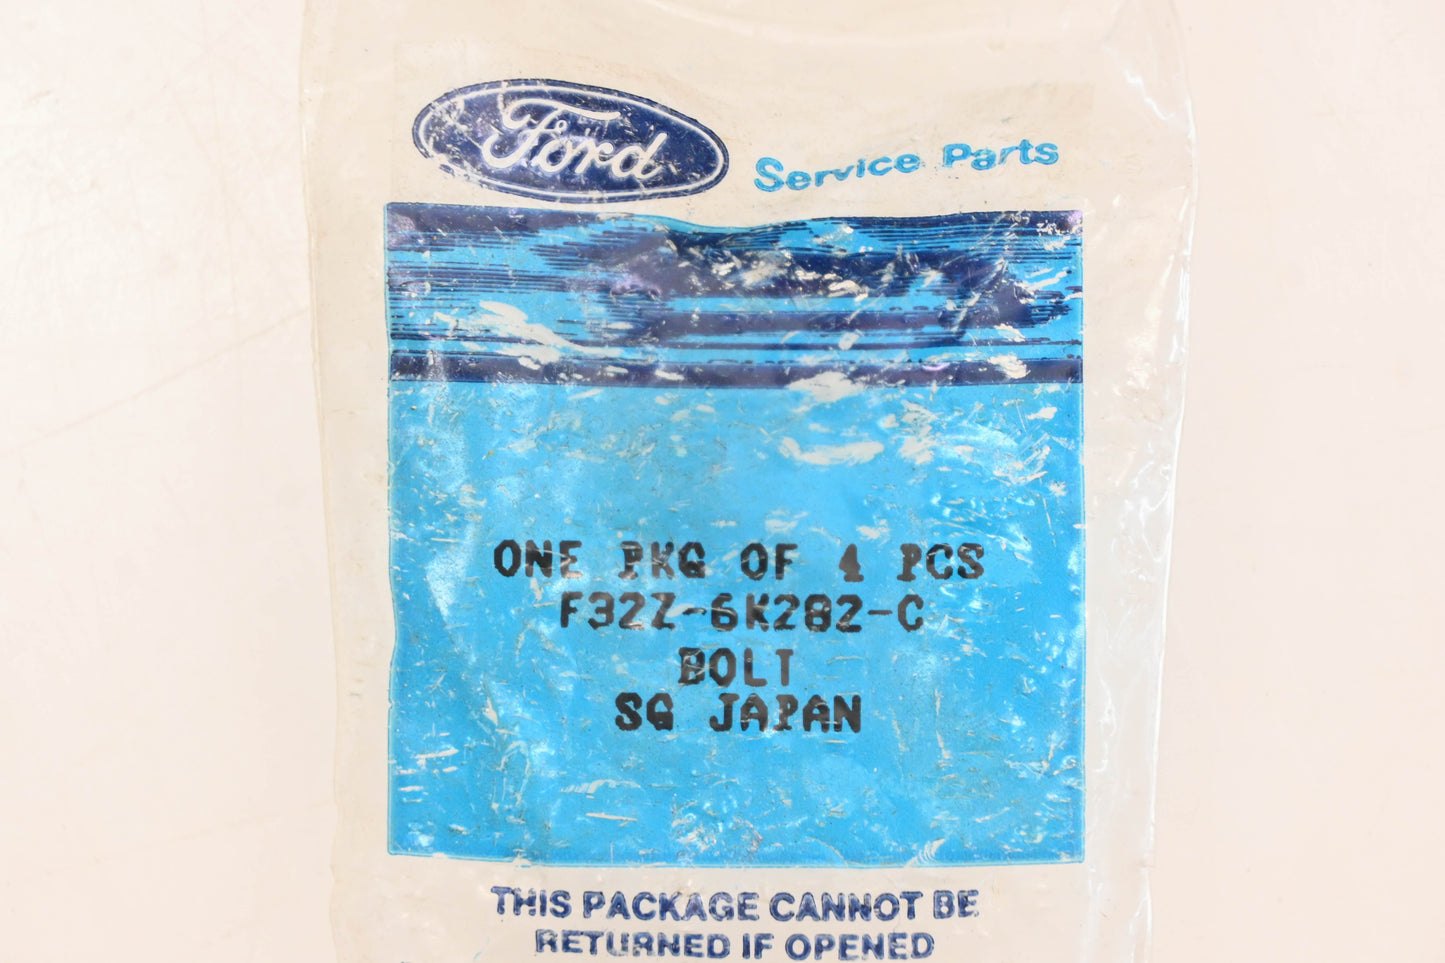 Ford Service Parts
ONE PKG OF 4 PCS
F32Z-6K282-C
BOLT
SG JAPAN
THIS PACKAGE CANNOT BE
RETURNED IF OPENED